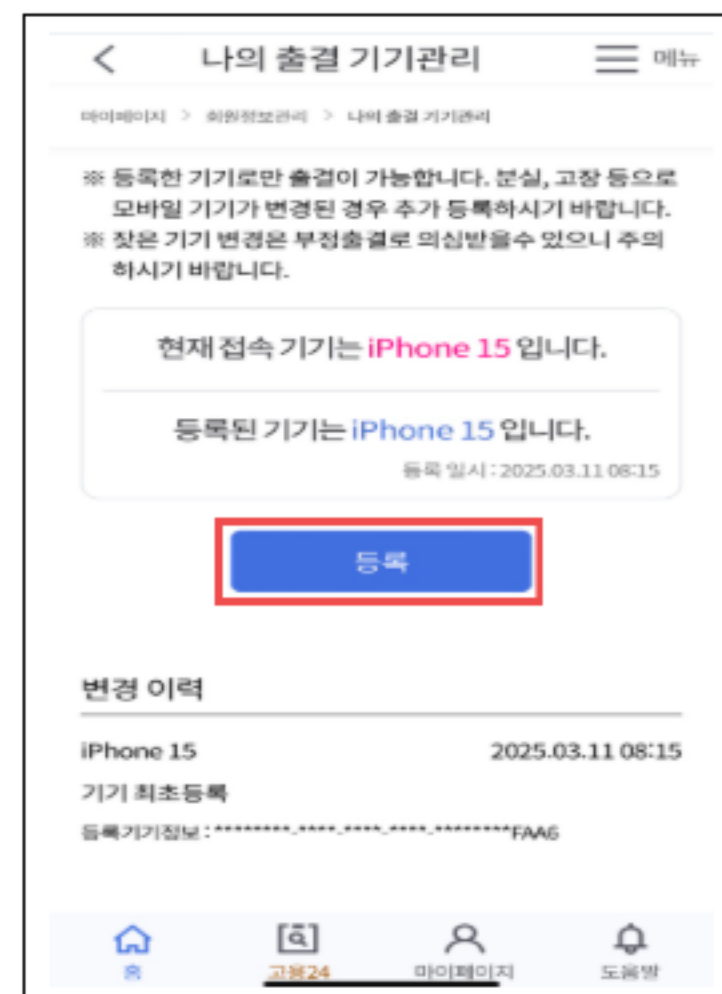 나의 출결 기기관리
메뉴
마이페이지 > 회원정보관리 > 나의 출결 기기관리
※ 등록한 기기로만 출결이 가능합니다. 분실, 고장 등으로
모바일 기기가 변경된 경우 추가 등록하시기 바랍니다.
※ 잦은 기기 변경은 부정출결로 의심받을수 있으니 주의
하시기 바랍니다.
현재 접속 기기는 iPhone 15 입니다.
등록된 기기는 iPhone 15 입니다.
등록 일시 : 2025.03.11 08:15
등록
변경 이력
iPhone 15 2025.03.11 08:15
기기 최초등록
등록기기정보 : ********-****-****-****-********FAA6
홈 고용24 마이페이지 도움말